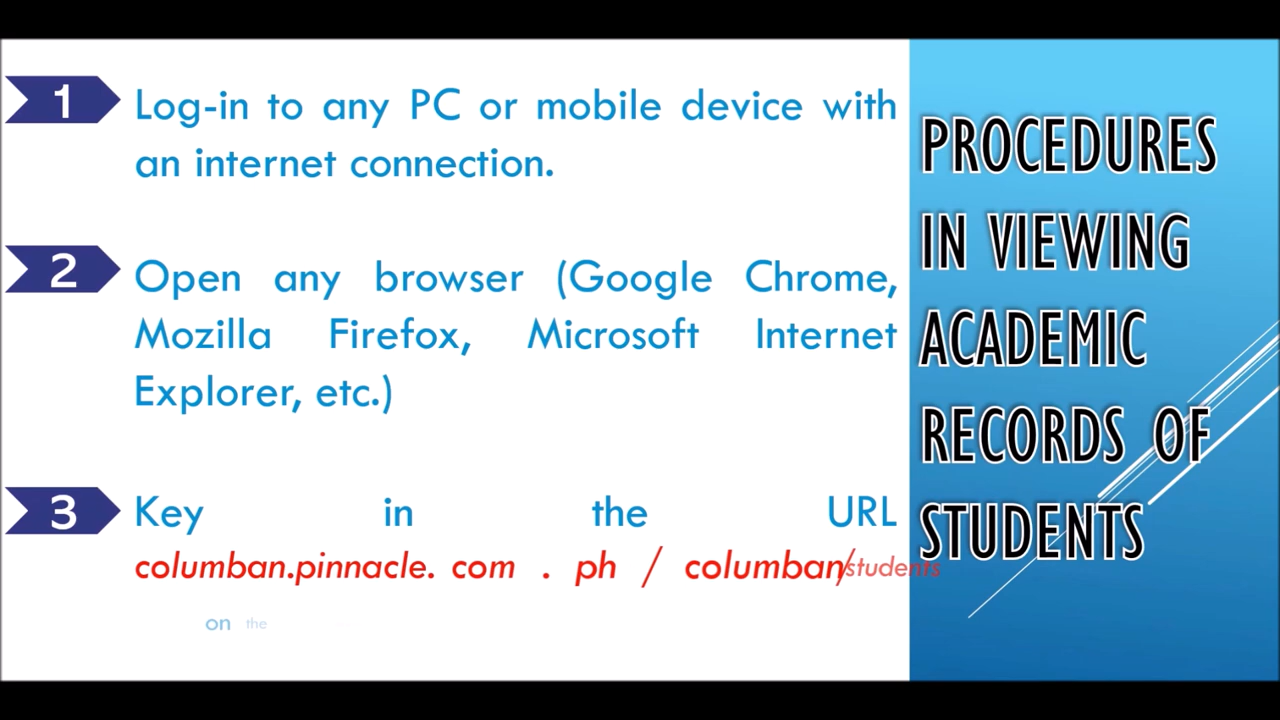 1
Log-in to any PC or mobile device with
an internet connection.
2
Open any browser (Google Chrome,
Mozilla Firefox, Microsoft Internet
Explorer, etc.)
3
Key in the URL
columban.pinnacle. com . ph / columban/students
on the
PROCEDURES
IN VIEWING
ACADEMIC
RECORDS OF
STUDENTS